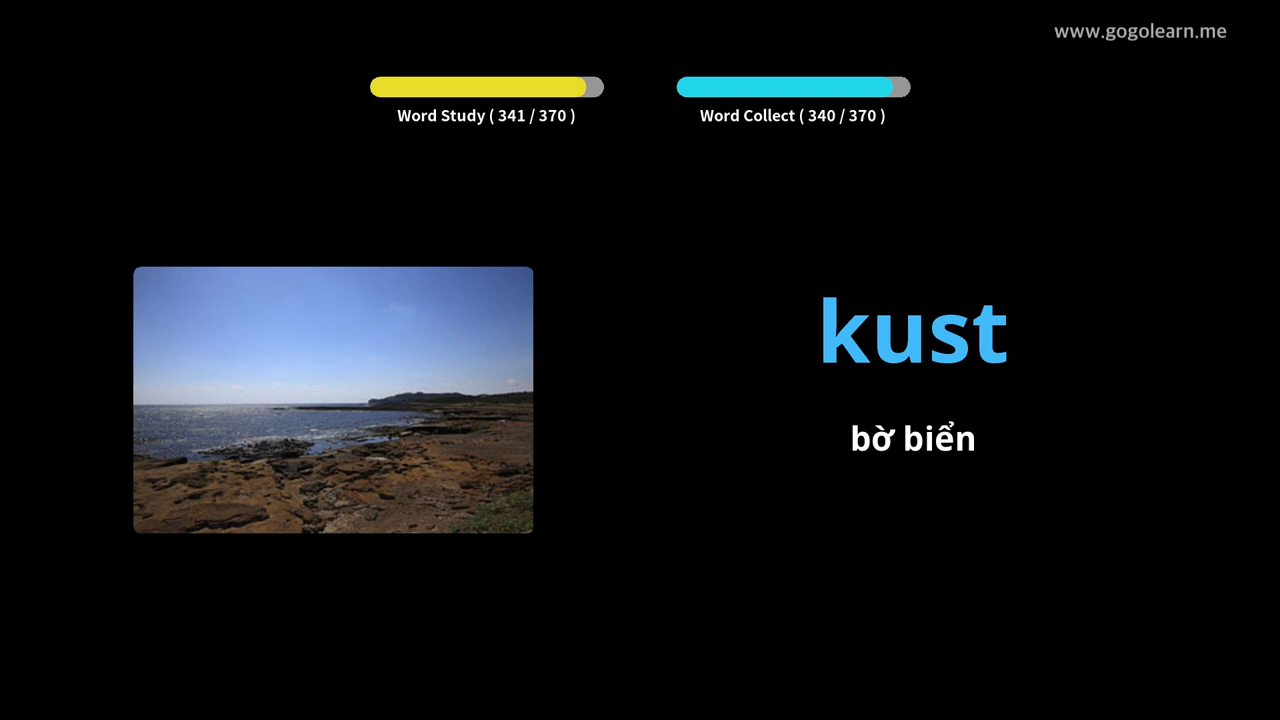 www.gogolearn.me
Word Study ( 341 / 370 )
Word Collect ( 340 / 370 )
kust
bờ biển